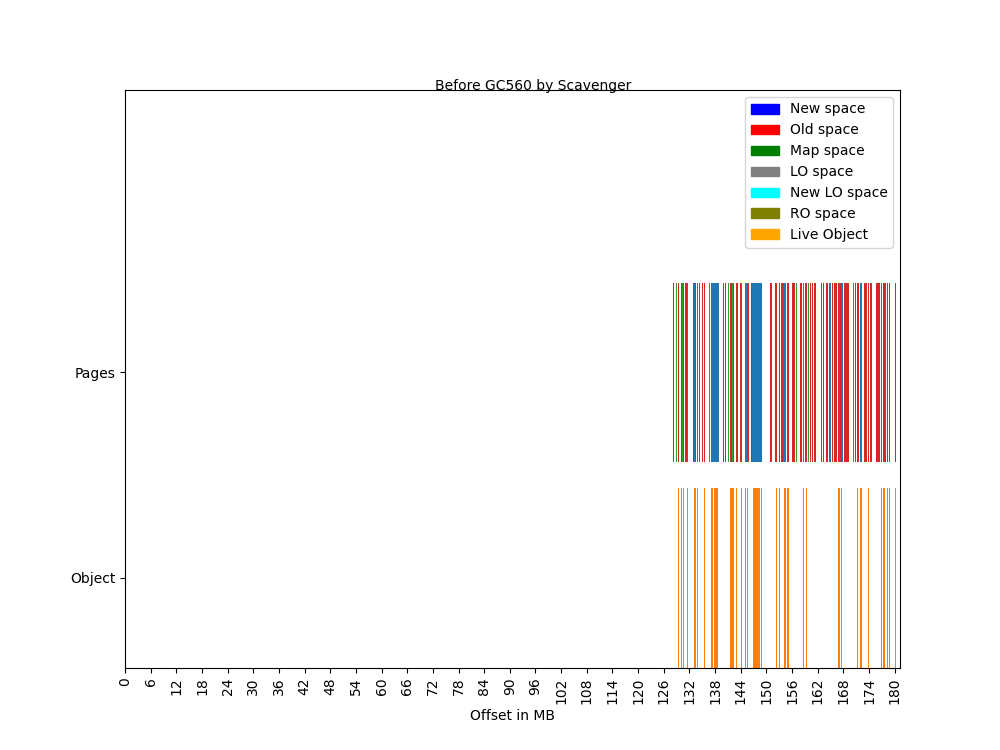 Before GC560 by Scavenger
New space
Old space
Map space
LO space
New LO space
RO space
Live Object
Pages
Object
0 6 12 18 24 30 36 42 48 54 60 66 72 78 84 90 96 102 108 114 120 126 132 138 144 150 156 162 168 174 180
Offset in MB